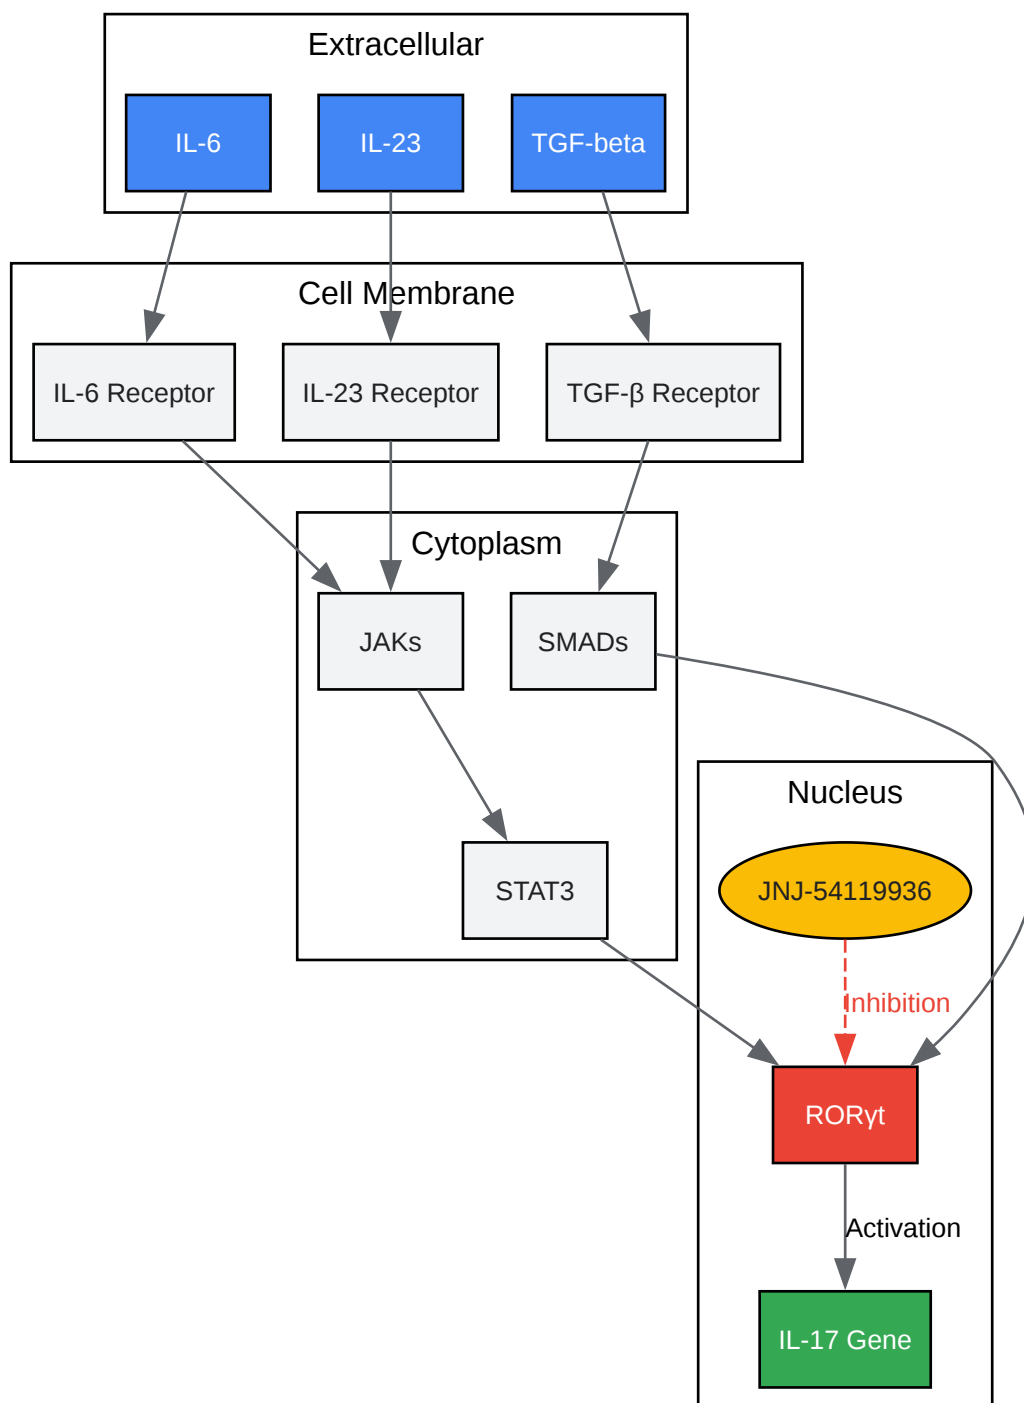 Extracellular
IL-6
IL-23
TGF-beta
Cell Membrane
IL-6 Receptor
IL-23 Receptor
TGF-β Receptor
Cytoplasm
JAKs
SMADs
Nucleus
STAT3
JNJ-54119936
Inhibition
RORγt
Activation
IL-17 Gene